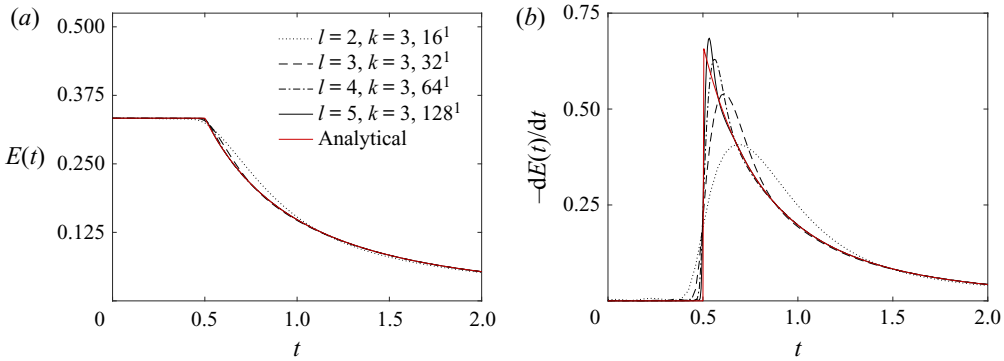 (a)
0.500
0.375
0.250
0.125
E(t)
l = 2, k = 3, 16¹
l = 3, k = 3, 32¹
l = 4, k = 3, 64¹
l = 5, k = 3, 128¹
Analytical
0 0.5 1.0 1.5 2.0
t
(b)
0.75
0.50
0.25
–dE(t)/dt
0 0.5 1.0 1.5 2.0
t